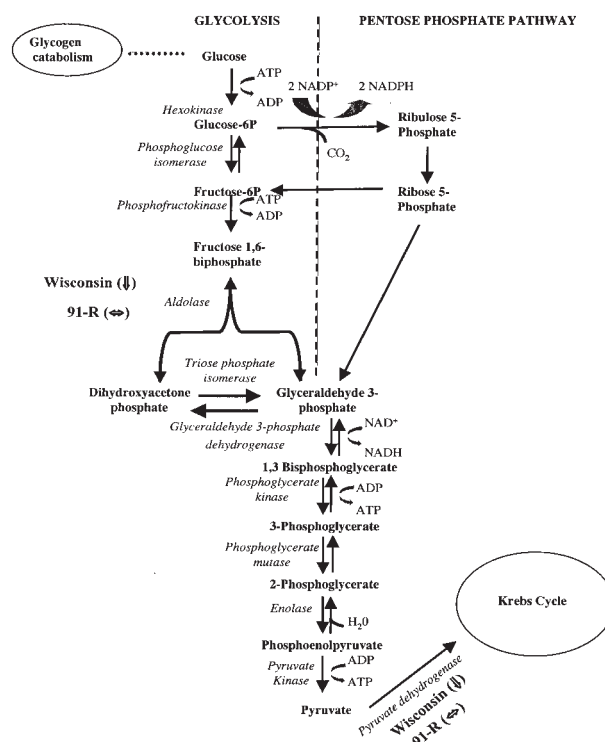 GLYCOLYSIS
PENTOSE PHOSPHATE PATHWAY
Glycogen
catabolism
Glucose
ATP
ADP
Hexokinase
2 NADP⁺
2 NADPH
Glucose-6P
Ribulose 5-
Phosphate
CO₂
Phosphoglucose
isomerase
Fructose-6P
Ribose 5-
Phosphate
Phosphofructokinase
ATP
ADP
Fructose 1,6-
biphosphate
Wisconsin (⇓)
91-R (⇔)
Aldolase
Triose phosphate
isomerase
Dihydroxyacetone
phosphate
Glyceraldehyde 3-
phosphate
Glyceraldehyde 3-phosphate
dehydrogenase
NAD⁺
NADH
1,3 Bisphosphoglycerate
Phosphoglycerate
kinase
ADP
ATP
3-Phosphoglycerate
Phosphoglycerate
mutase
2-Phosphoglycerate
Enolase
H₂0
Phosphoenolpyruvate
Pyruvate
Kinase
ADP
ATP
Pyruvate
Krebs Cycle
Pyruvate dehydrogenase
Wisconsin (⇓)
91-R (⇔)